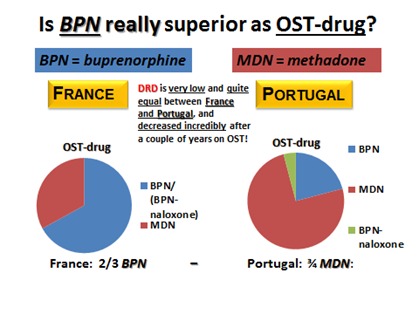 Is BPN really superior as OST-drug?
BPN = buprenorphine
MDN = methadone
FRANCE
DRD is very low and quite
equal between France
and Portugal, and
decreased incredibly after
a couple of years on OST!
PORTUGAL
OST-drug
BPN/
(BPN-
naloxone)
MDN
OST-drug
BPN
MDN
BPN-
naloxone
France: 2/3 BPN – Portugal: ¾ MDN: